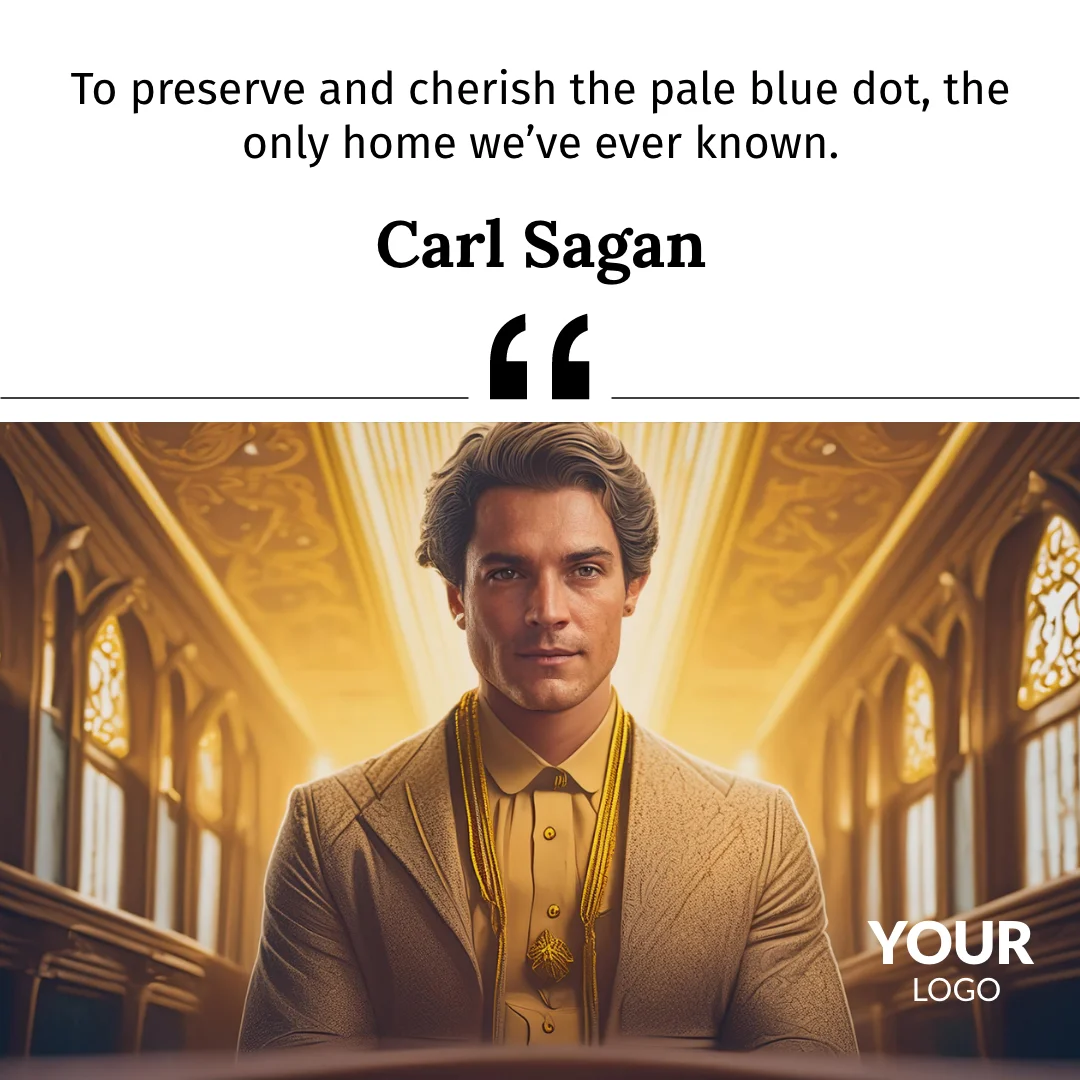 To preserve and cherish the pale blue dot, the
only home we’ve ever known.
Carl Sagan
“
YOUR
LOGO